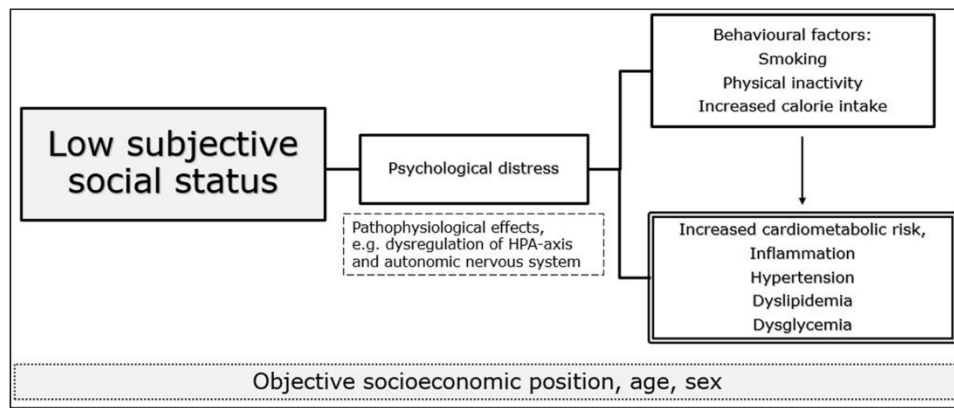 Low subjective
social status
Psychological distress
Pathophysiological effects,
e.g. dysregulation of HPA-axis
and autonomic nervous system
Behavioural factors:
Smoking
Physical inactivity
Increased calorie intake
Increased cardiometabolic risk,
Inflammation
Hypertension
Dyslipidemia
Dysglycemia
Objective socioeconomic position, age, sex